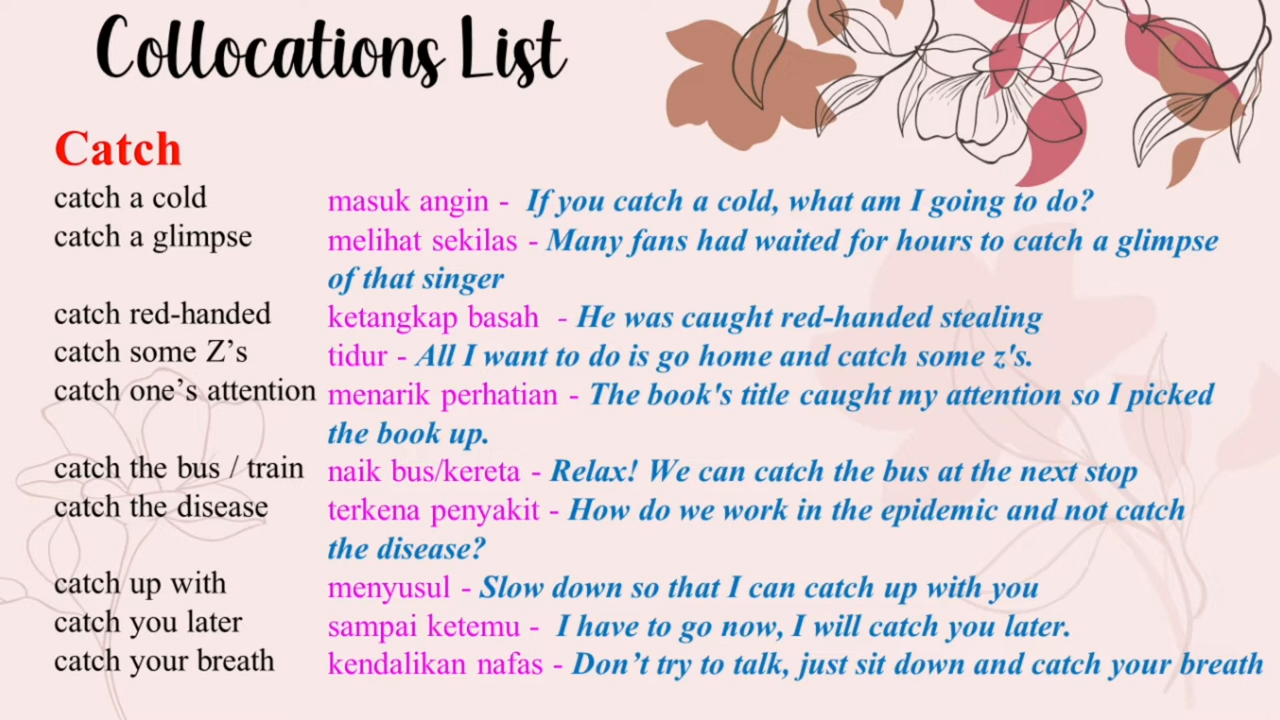 Collocations List
Catch
catch a cold masuk angin - If you catch a cold, what am I going to do?
catch a glimpse melihat sekilas - Many fans had waited for hours to catch a glimpse
of that singer
catch red-handed ketangkap basah - He was caught red-handed stealing
catch some Z’s tidur - All I want to do is go home and catch some z's.
catch one’s attention menarik perhatian - The book's title caught my attention so I picked
the book up.
catch the bus / train naik bus/kereta - Relax! We can catch the bus at the next stop
catch the disease terkena penyakit - How do we work in the epidemic and not catch
the disease?
catch up with menyusul - Slow down so that I can catch up with you
catch you later sampai ketemu - I have to go now, I will catch you later.
catch your breath kendalikan nafas - Don’t try to talk, just sit down and catch your breath